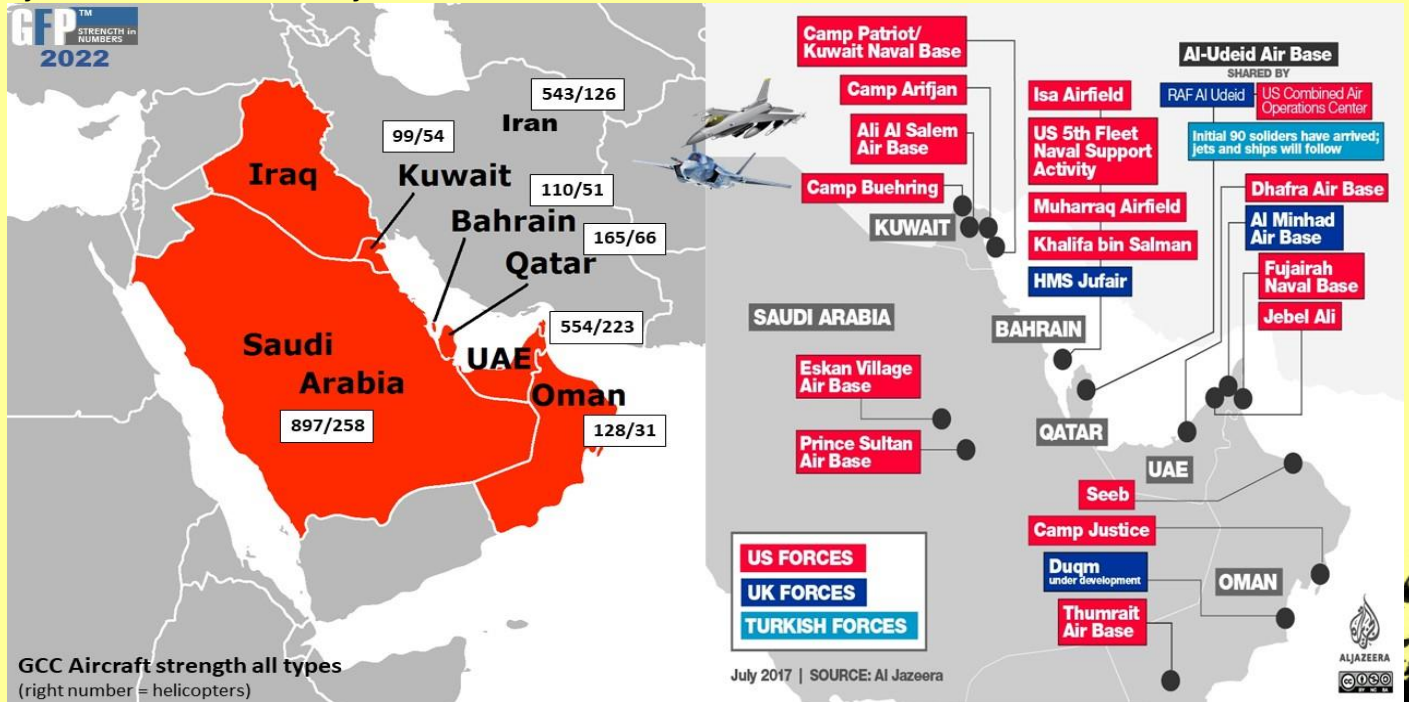 GFP™
STRENGTH in
NUMBERS
2022
543/126
Iran
99/54
Iraq
Kuwait
110/51
Bahrain
165/66
Qatar
554/223
UAE
Saudi
Arabia
Oman
897/258
128/31
GCC Aircraft strength all types
(right number = helicopters)
Camp Patriot/
Kuwait Naval Base
Camp Arifjan
Ali Al Salem
Air Base
Camp Buehring
KUWAIT
Isa Airfield
US 5th Fleet
Naval Support
Activity
Muharraq Airfield
Khalifa bin Salman
HMS Jufair
BAHRAIN
Al-Udeid Air Base
SHARED BY
RAF Al Udeid
US Combined Air
Operations Center
Initial 90 soliders have arrived;
jets and ships will follow
Dhafra Air Base
Al Minhad
Air Base
Fujairah
Naval Base
Jebel Ali
SAUDI ARABIA
Eskan Village
Air Base
Prince Sultan
Air Base
QATAR
UAE
Seeb
Camp Justice
Duqm
under development
OMAN
Thumrait
Air Base
US FORCES
UK FORCES
TURKISH FORCES
July 2017 | SOURCE: Al Jazeera
ALJAZEERA
BY NC SA